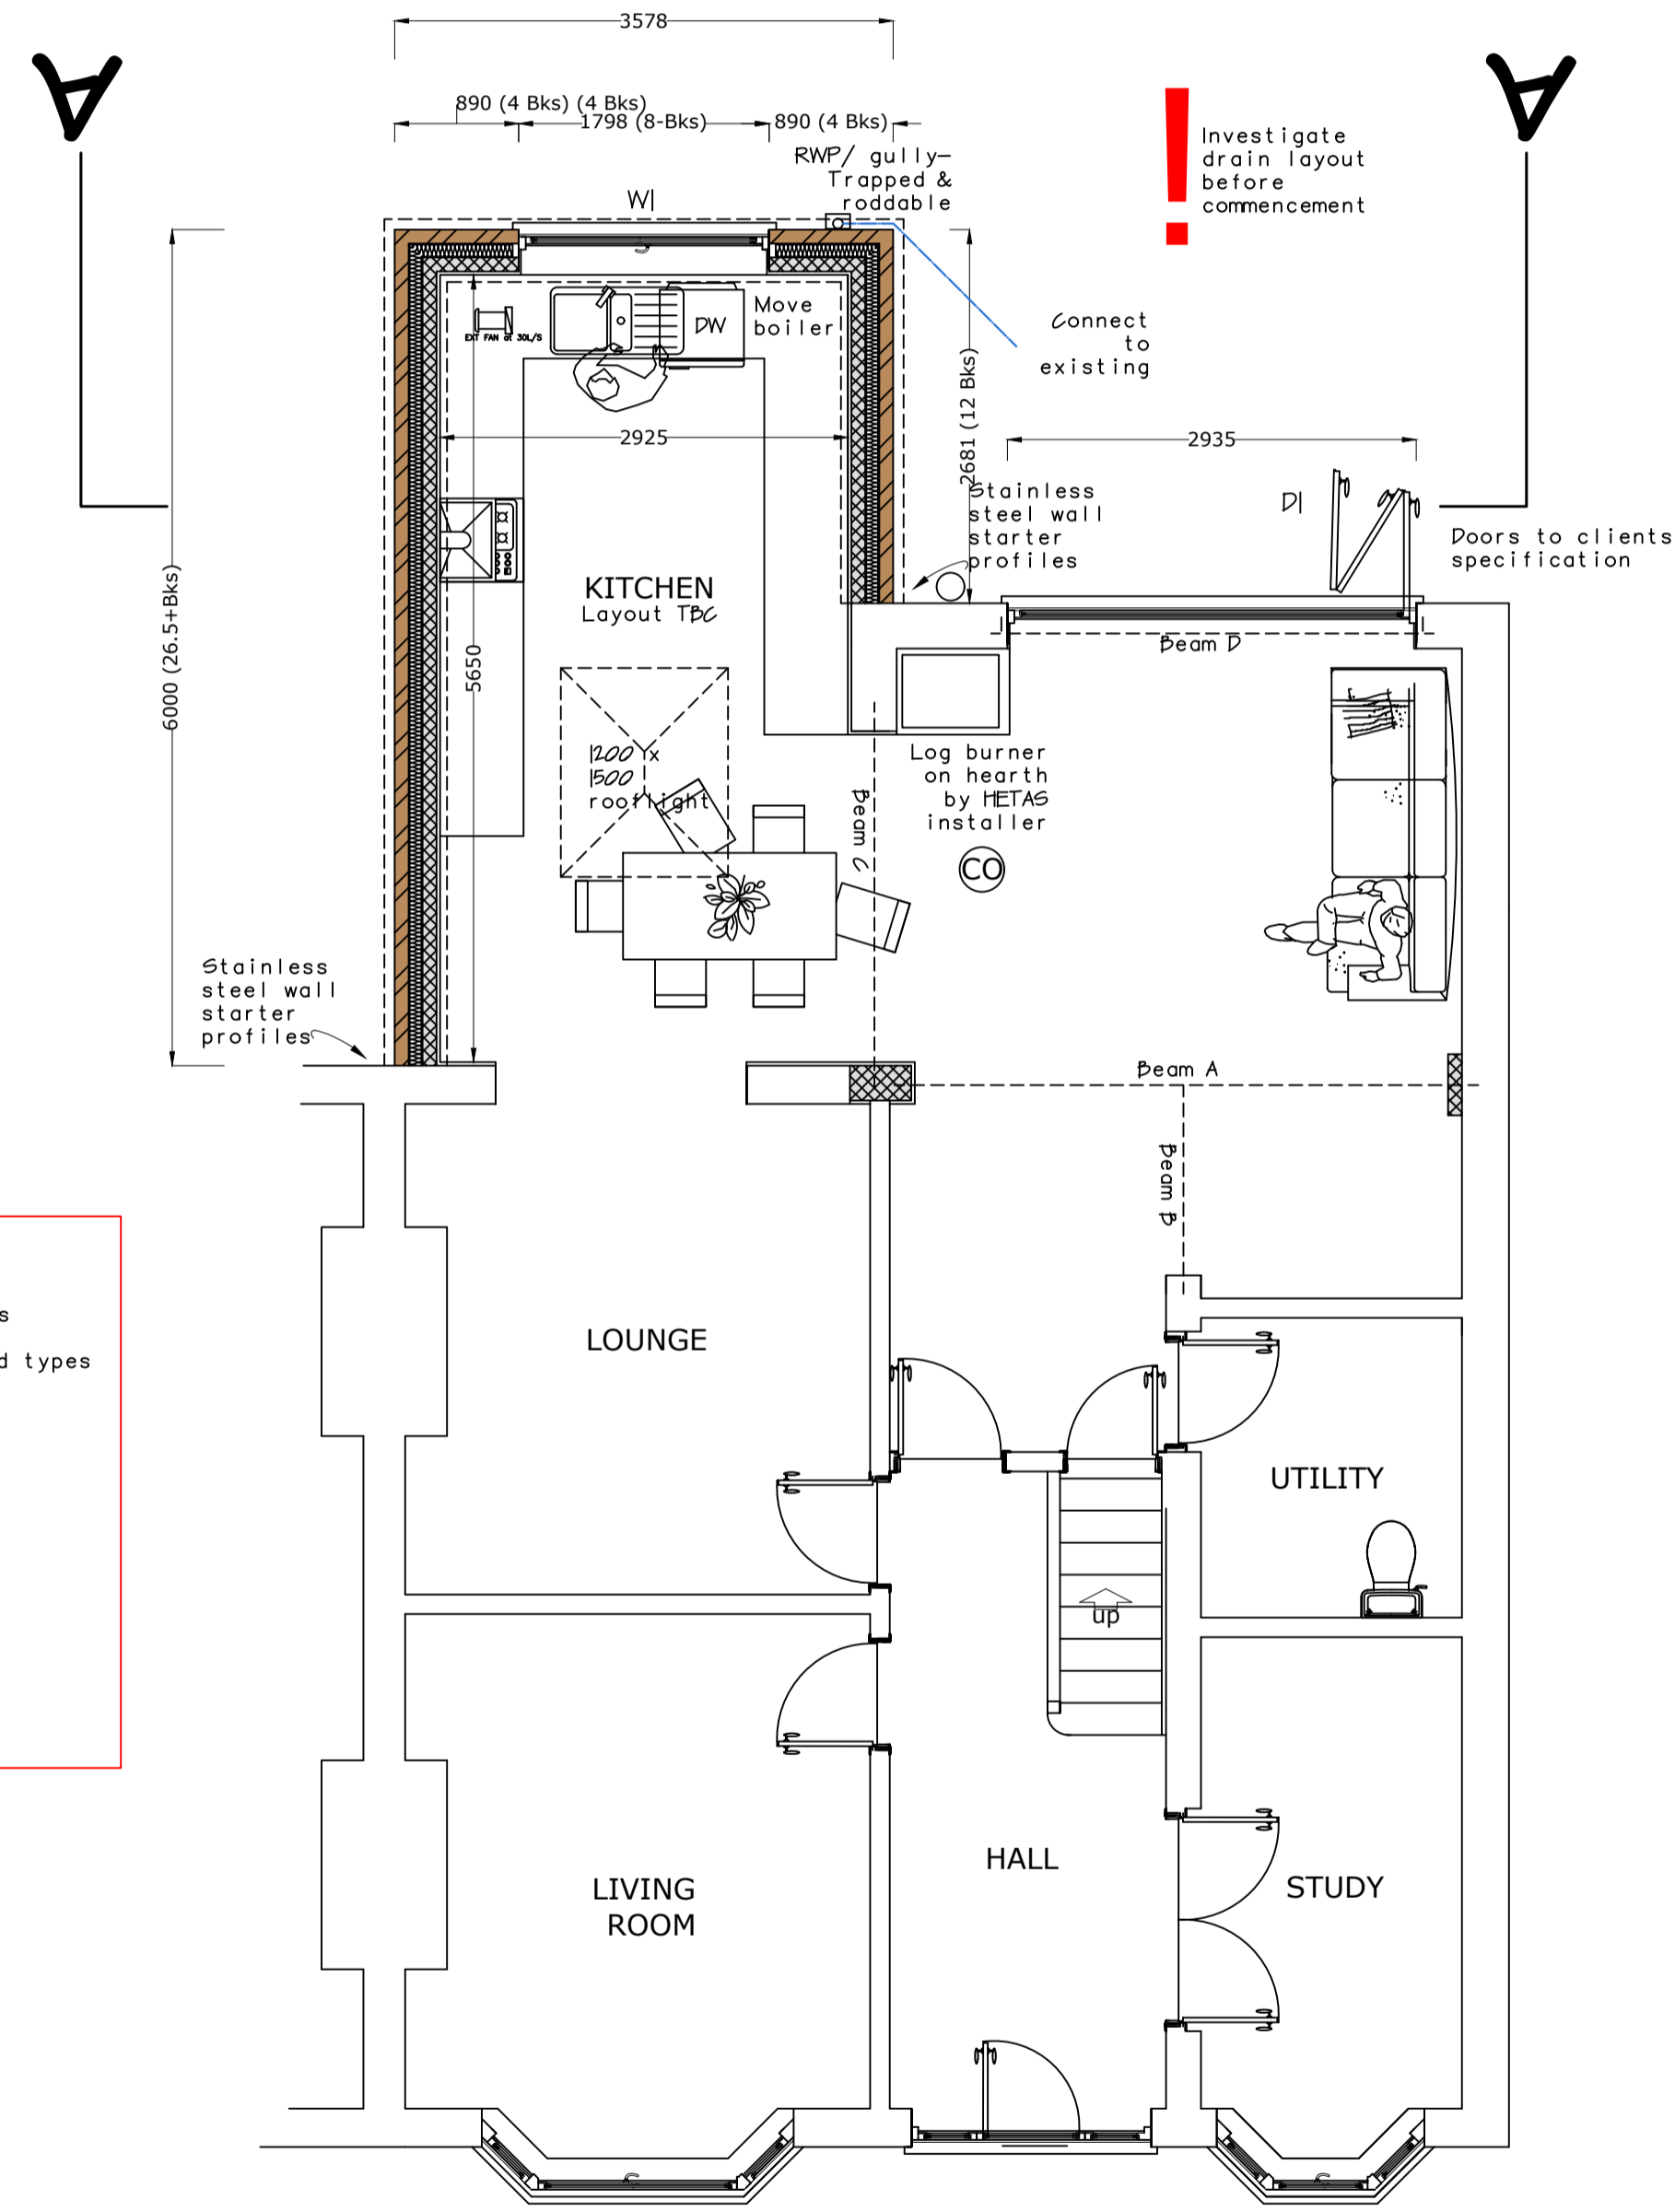 3578
A
A
890 (4 Bks) (4 Bks)
1798 (8-Bks)
890 (4 Bks)
!
Investigate
drain layout
before
commencement
RWP/ gully-
Trapped &
roddable
W1
Move
boiler
DW
EXT FAN at 30L/S
Connect
to
existing
2925
2681 (12 Bks)
2935
Stainless
steel wall
starter
profiles
D1
Doors to clients
specification
6000 (26.5+Bks)
KITCHEN
Layout TBC
5650
Beam D
1200 x
1500
rooflight
Log burner
on hearth
by HETAS
installer
Beam C
CO
Stainless
steel wall
starter
profiles
Beam A
Beam B
s
d types
LOUNGE
UTILITY
up
HALL
LIVING
ROOM
STUDY